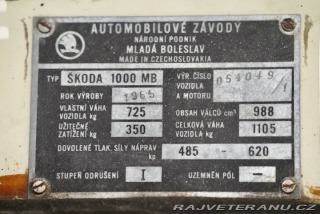 AUTOMOBILOVÉ ZÁVODY
NÁRODNÍ PODNIK
MLADÁ BOLESLAV
MADE IN CZECHOSLOVAKIA
TYP ŠKODA 1000 MB
VÝR. ČÍSLO VOZIDLA A MOTORU
ROK VÝROBY 1965
VLASTNÍ VÁHA VOZIDLA kg 725
OBSAH VÁLCŮ cm³ 988
UŽITEČNÉ ZATÍŽENÍ kg 350
CELKOVÁ VÁHA VOZIDLA kg 1105
DOVOLENÉ TLAK. SÍLY NÁPRAV kg 485 - 620
STUPEŇ ODRUŠENÍ I
UZEMNĚN PÓL —
RAJVETERANU.CZ